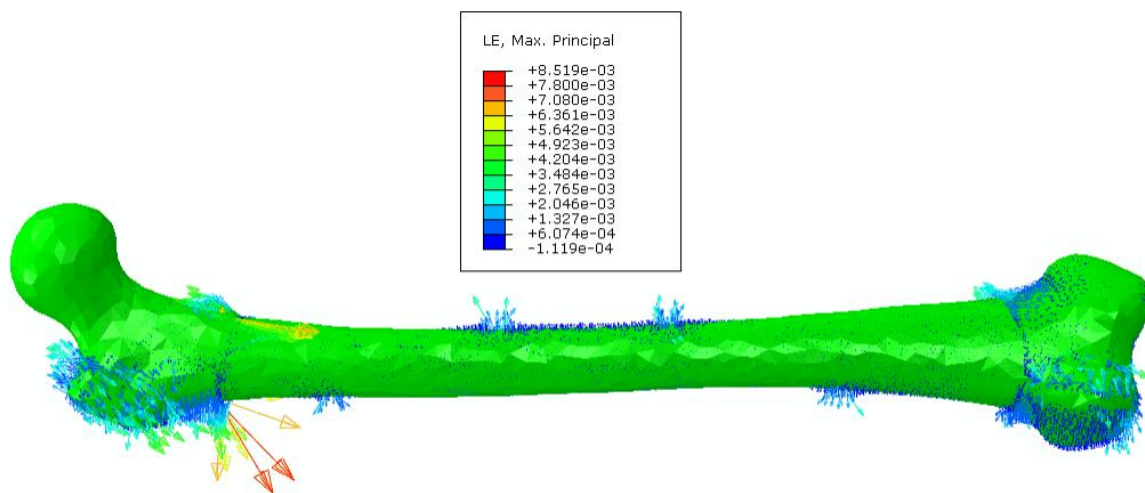 LE, Max. Principal
+8.519e-03
+7.800e-03
+7.080e-03
+6.361e-03
+5.642e-03
+4.923e-03
+4.204e-03
+3.484e-03
+2.765e-03
+2.046e-03
+1.327e-03
+6.074e-04
-1.119e-04